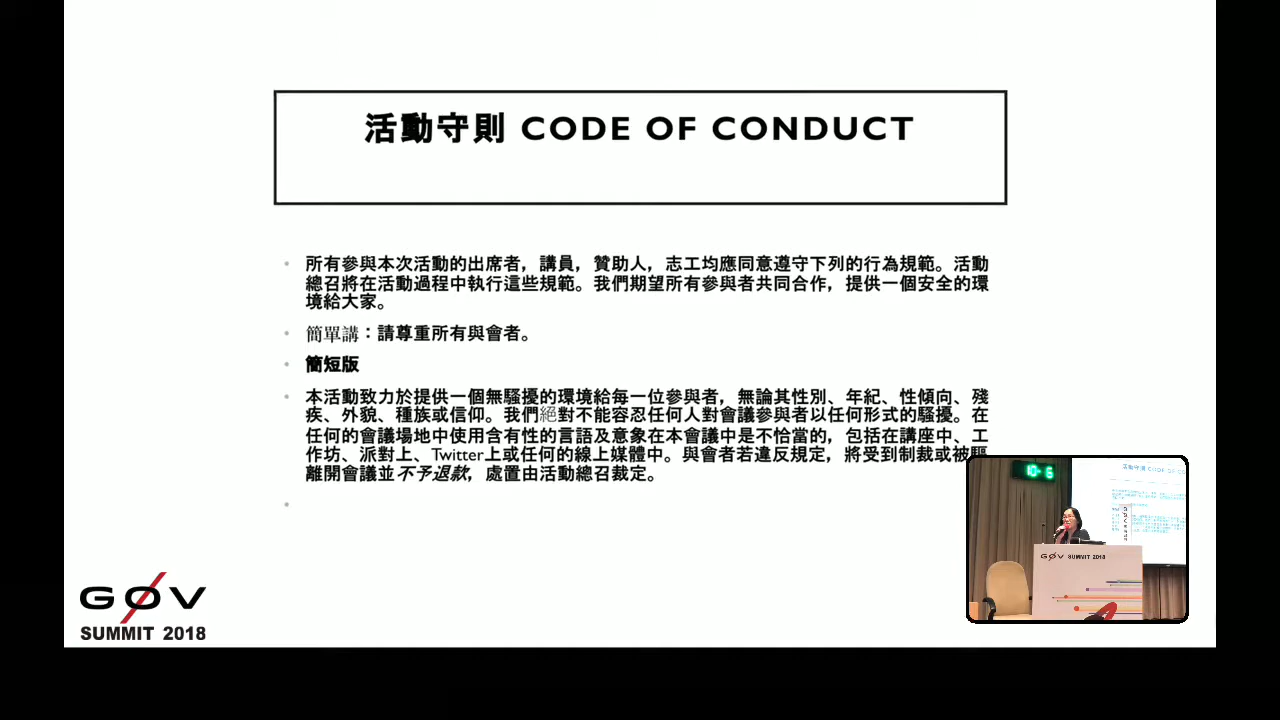 活動守則 CODE OF CONDUCT
所有參與本次活動的出席者，講員，贊助人，志工均應同意遵守下列的行為規範。活動
總召將在活動過程中執行這些規範。我們期望所有參與者共同合作，提供一個安全的環
境給大家。
簡單講：請尊重所有與會者。
簡短版
本活動致力於提供一個無騷擾的環境給每一位參與者，無論其性別、年紀、性傾向、殘
疾、外貌、種族或信仰。我們絕對不能容忍任何人對會議參與者以任何形式的騷擾。在
任何的會議場地中使用含有性的言語及意象在本會議中是不恰當的，包括在講座中、工
作坊、派對上、Twitter上或任何的線上媒體中。與會者若違反規定，將受到制裁或被驅
離開會議並不予退款，處置由活動總召裁定。
GØV
SUMMIT 2018
10- 6
活動守則 CODE OF CO
GØV SUMMIT 2018